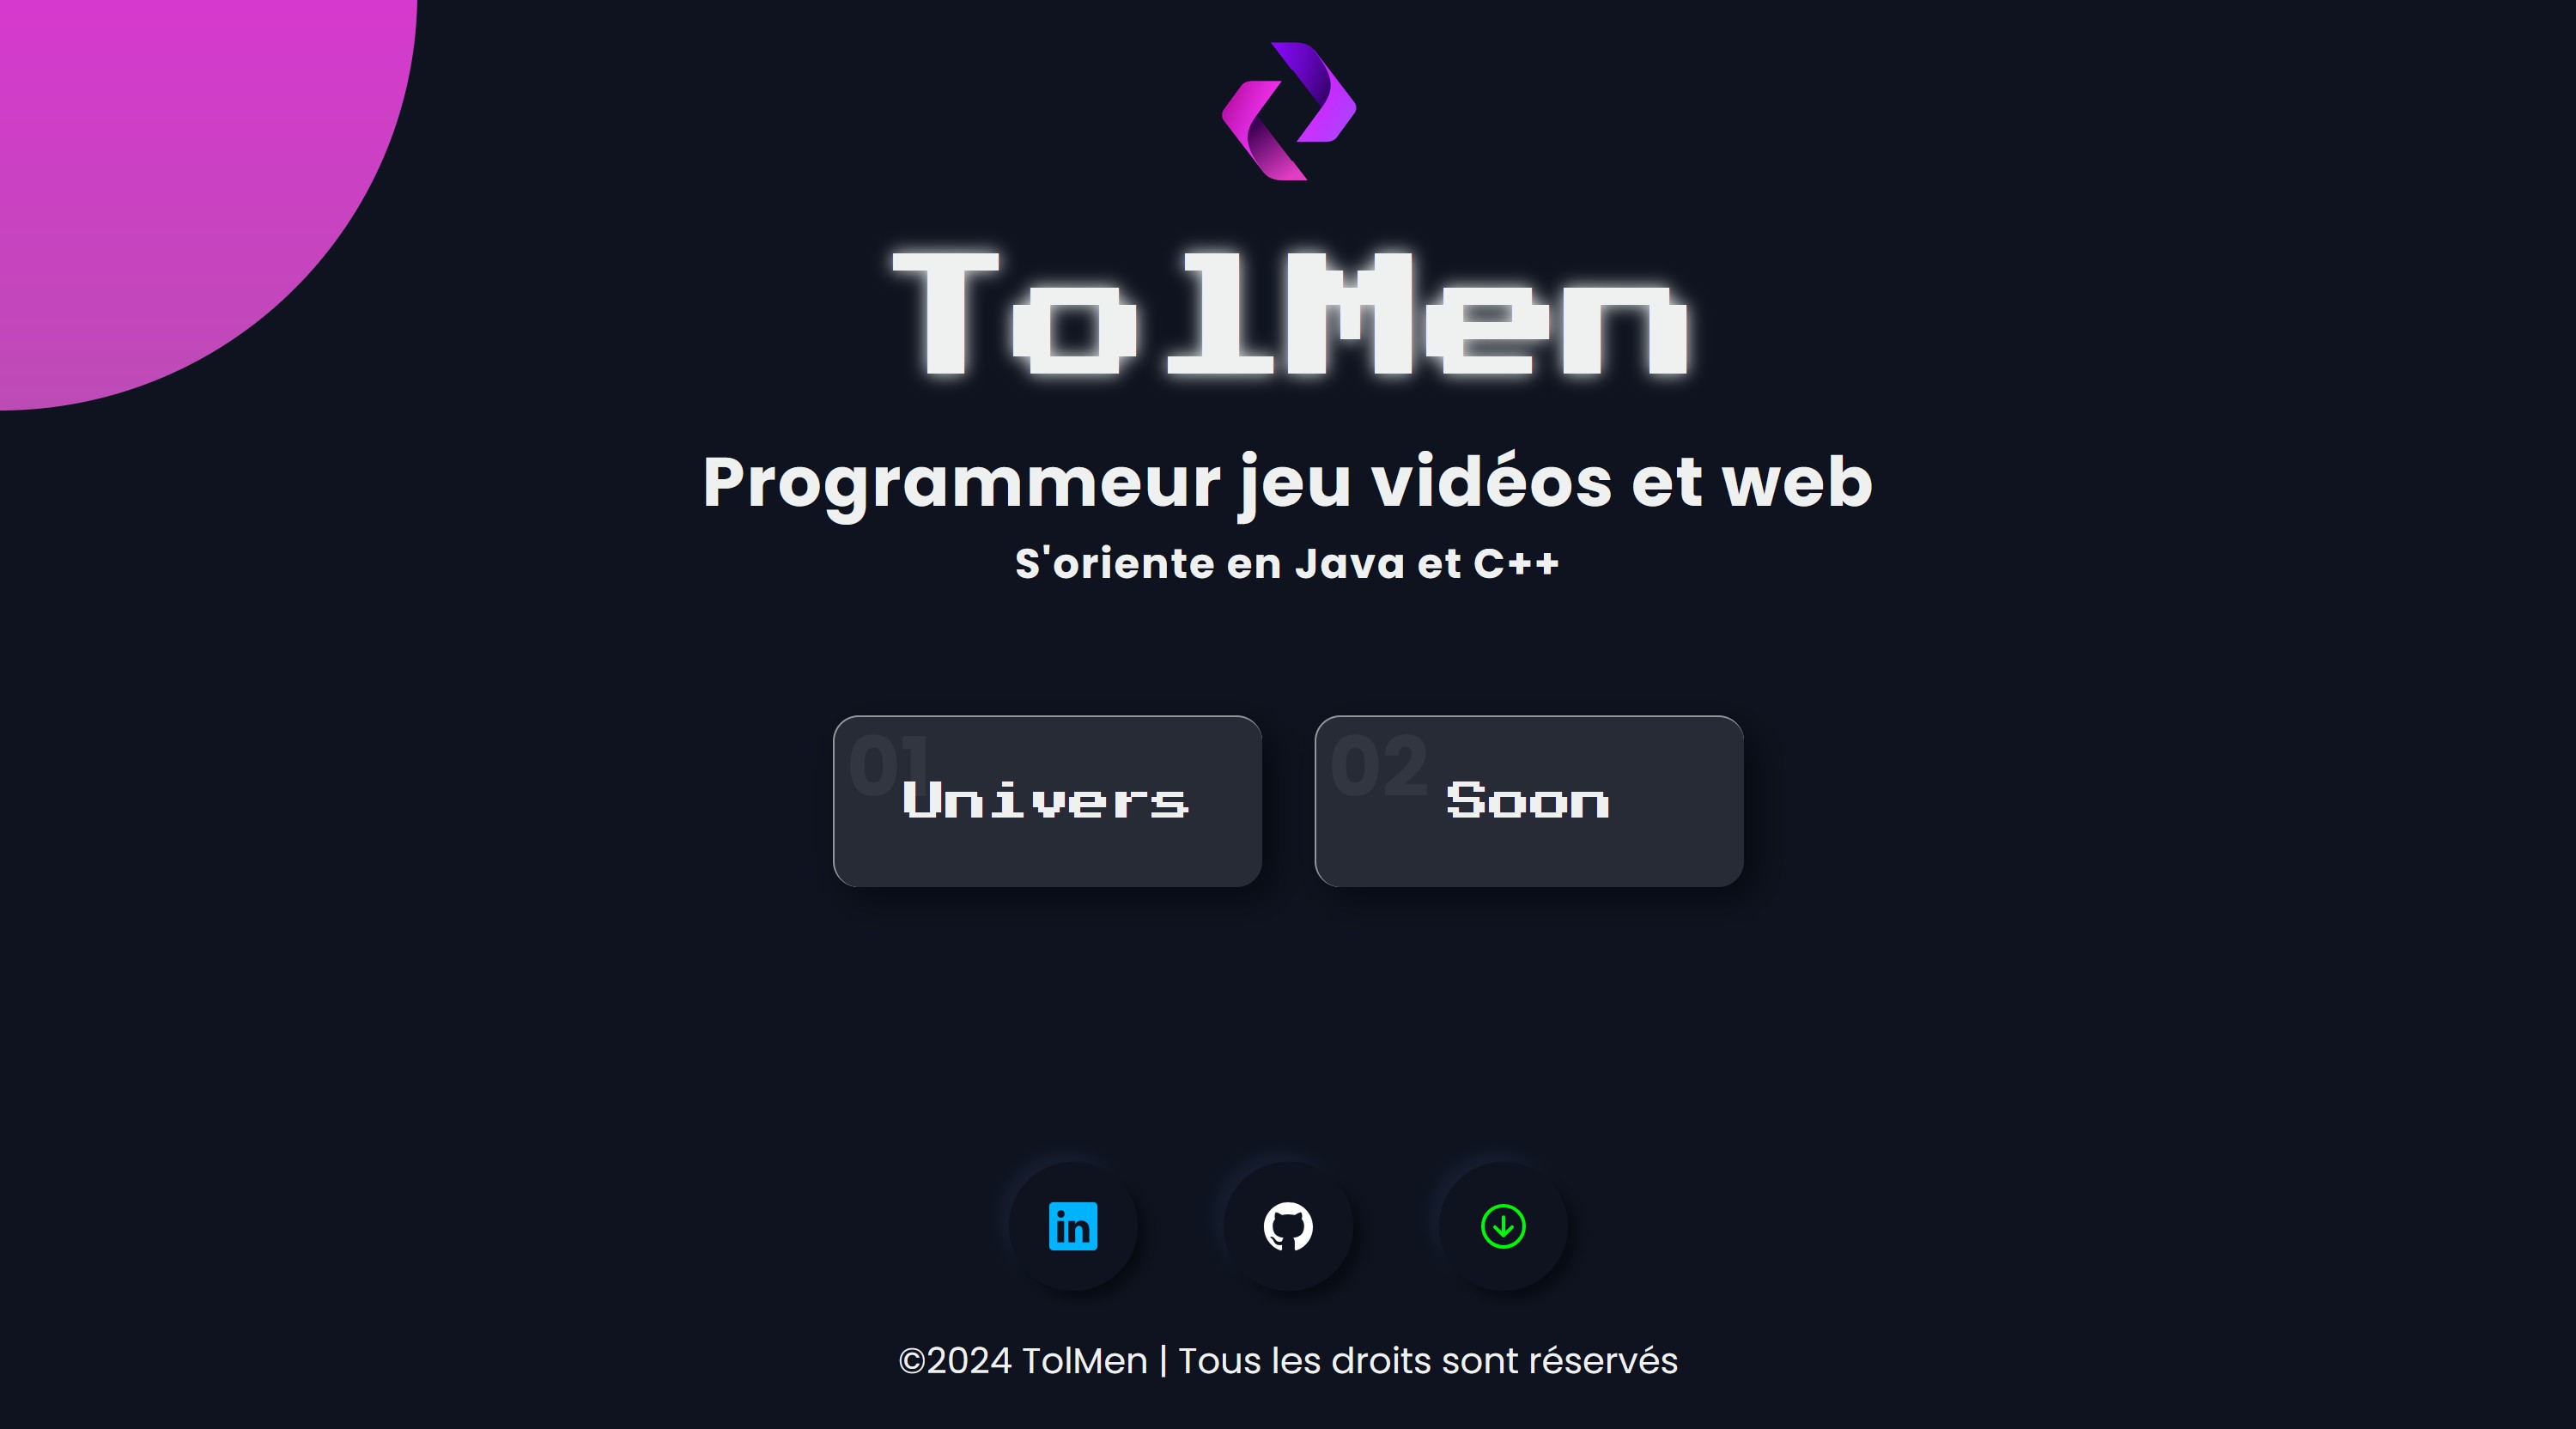 TolMen
Programmeur jeu vidéos et web
S'oriente en Java et C++
01
Univers
02
Soon
in
©2024 TolMen | Tous les droits sont réservés